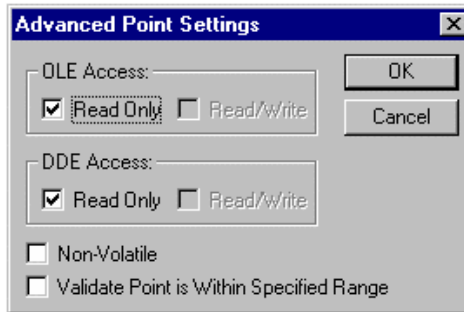 Advanced Point Settings
OLE Access:
Read Only Read/Write
OK
Cancel
DDE Access:
Read Only Read/Write
Non-Volatile
Validate Point is Within Specified Range